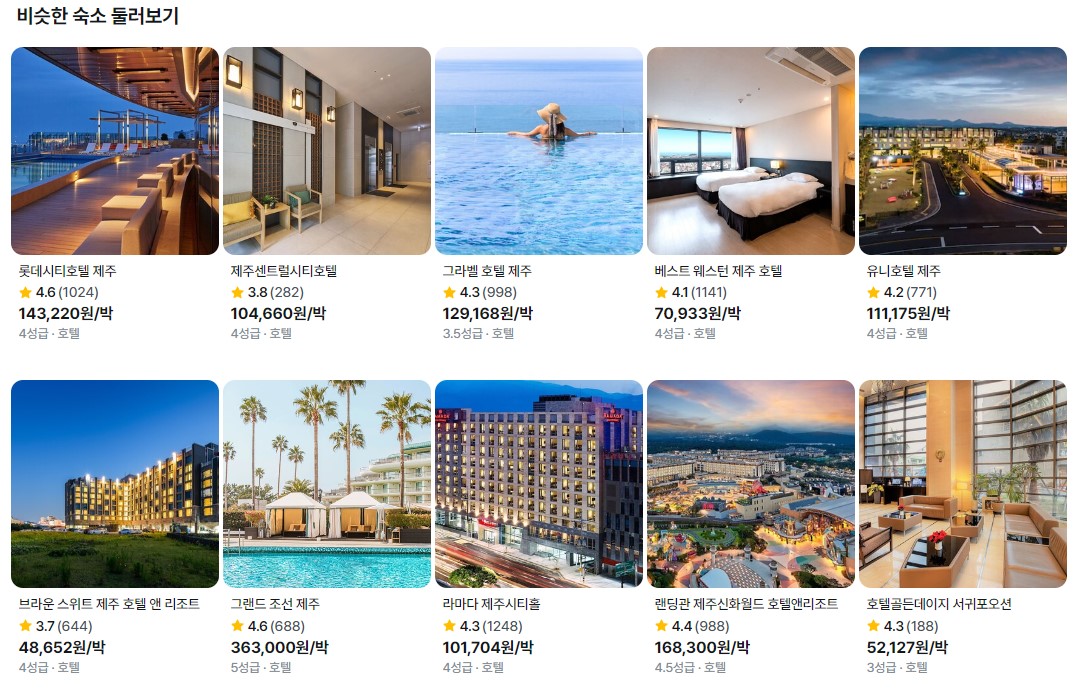 비슷한 숙소 둘러보기
롯데시티호텔 제주
4.6 (1024)
143,220원/박
4성급 · 호텔
제주센트럴시티호텔
3.8 (282)
104,660원/박
4성급 · 호텔
그라벨 호텔 제주
4.3 (998)
129,168원/박
3.5성급 · 호텔
베스트 웨스턴 제주 호텔
4.1 (1141)
70,933원/박
4성급 · 호텔
유니호텔 제주
4.2 (771)
111,175원/박
4성급 · 호텔
브라운 스위트 제주 호텔 앤 리조트
3.7 (644)
48,652원/박
4성급 · 호텔
그랜드 조선 제주
4.6 (688)
363,000원/박
5성급 · 호텔
RAMADA
RAMADA
라마다 제주시티홀
4.3 (1248)
101,704원/박
4성급 · 호텔
랜딩관 제주신화월드 호텔앤리조트
4.4 (988)
168,300원/박
4.5성급 · 호텔
호텔골든데이지 서귀포오션
4.3 (188)
52,127원/박
3성급 · 호텔